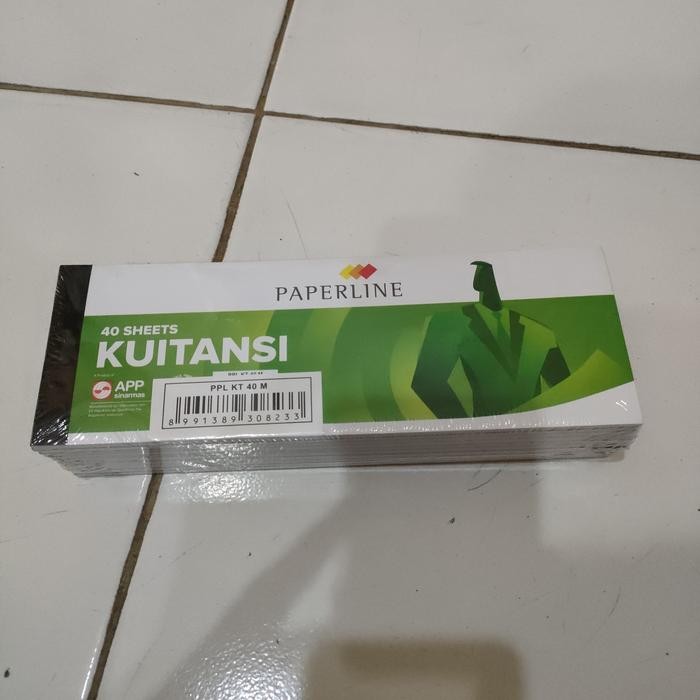 PAPERLINE
40 SHEETS
KUITANSI
APP
sinarmas
PPL KT 40 M
8 991389 308233